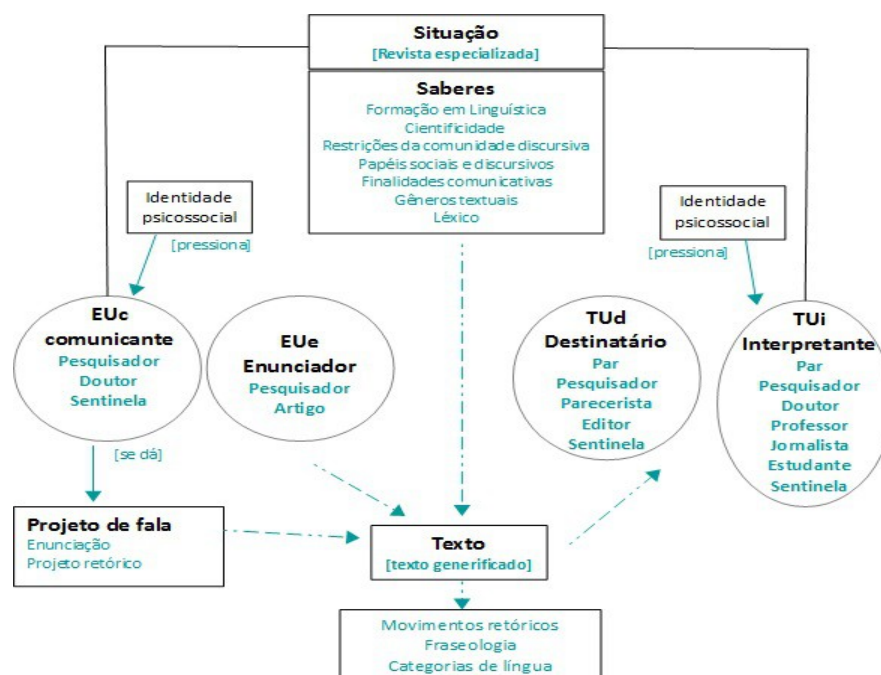 Situação
[Revista especializada]
Saberes
Formação em Linguística
Cientificidade
Restrições da comunidade discursiva
Papéis sociais e discursivos
Finalidades comunicativas
Gêneros textuais
Léxico
Identidade
psicossocial
[pressiona]
Identidade
psicossocial
[pressiona]
EUc
comunicante
Pesquisador
Doutor
Sentinela
EUe
Enunciador
Pesquisador
Artigo
TUd
Destinatário
Par
Pesquisador
Parecerista
Editor
Sentinela
TUi
Interpretante
Par
Pesquisador
Doutor
Professor
Jornalista
Estudante
Sentinela
[se dá]
Projeto de fala
Enunciação
Projeto retórico
Texto
[texto generificado]
Movimentos retóricos
Fraseologia
Categorias de língua